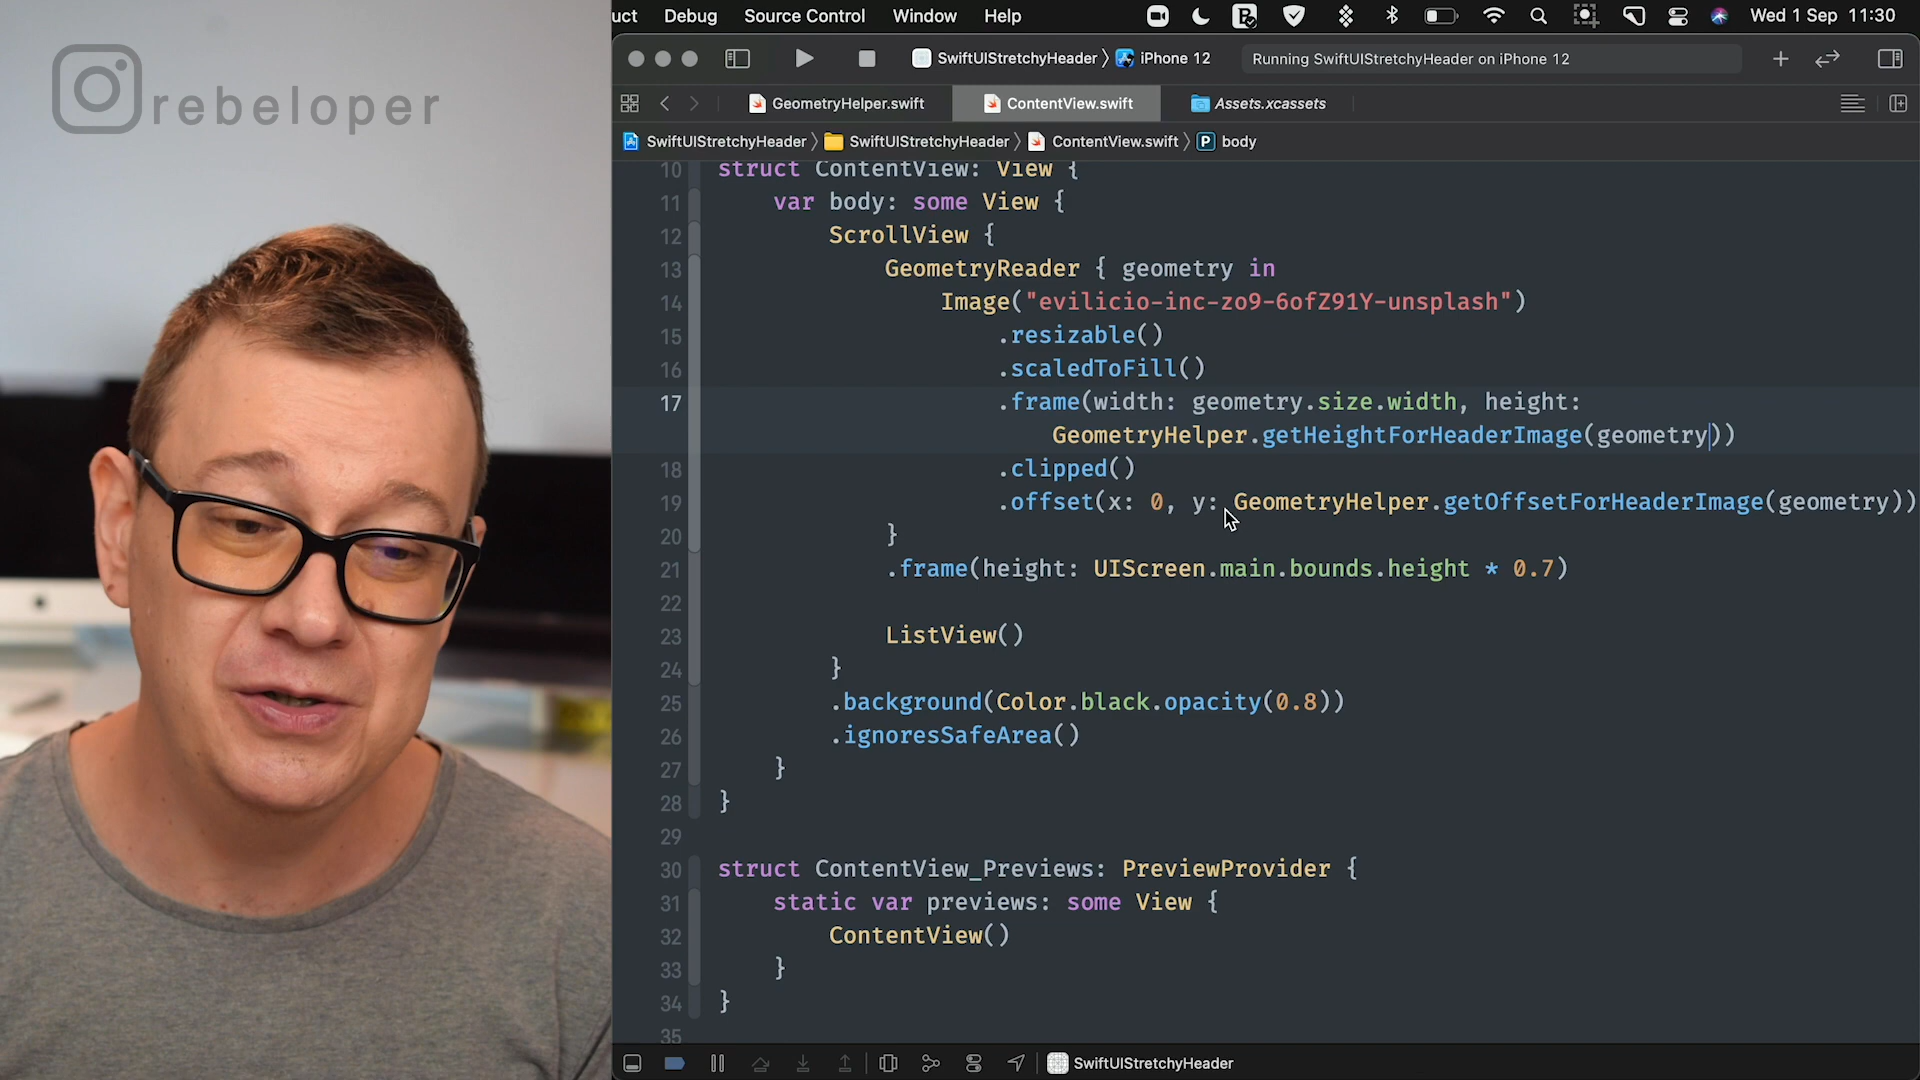 rebeloper
uct Debug Source Control Window Help Wed 1 Sep 11:30
SwiftUIStretchyHeader iPhone 12 Running SwiftUIStretchyHeader on iPhone 12
GeometryHelper.swift ContentView.swift Assets.xcassets
SwiftUIStretchyHeader SwiftUIStretchyHeader ContentView.swift P body
10 struct ContentView: View {
11 var body: some View {
12 ScrollView {
13 GeometryReader { geometry in
14 Image("evilicio-inc-zo9-6ofZ91Y-unsplash")
15 .resizable()
16 .scaledToFill()
17 .frame(width: geometry.size.width, height:
GeometryHelper.getHeightForHeaderImage(geometry))
18 .clipped()
19 .offset(x: 0, y: GeometryHelper.getOffsetForHeaderImage(geometry))
20 }
21 .frame(height: UIScreen.main.bounds.height * 0.7)
22
23 ListView()
24 }
25 .background(Color.black.opacity(0.8))
26 .ignoresSafeArea()
27 }
28 }
29
30 struct ContentView_Previews: PreviewProvider {
31 static var previews: some View {
32 ContentView()
33 }
34 }
35
SwiftUIStretchyHeader